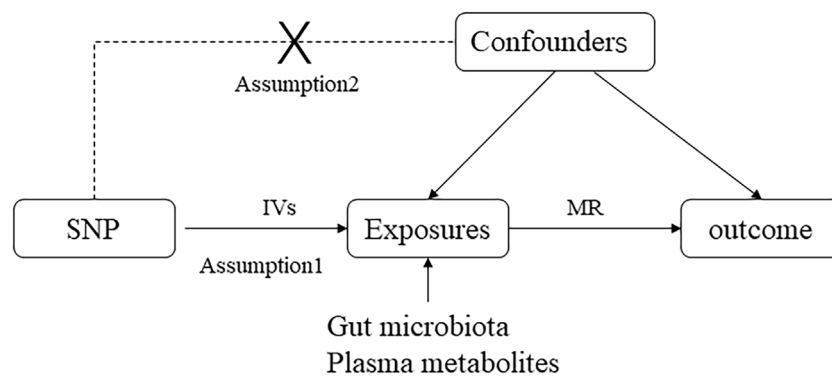 Confounders
Assumption2
SNP
IVs
Assumption1
Exposures
MR
outcome
Gut microbiota
Plasma metabolites